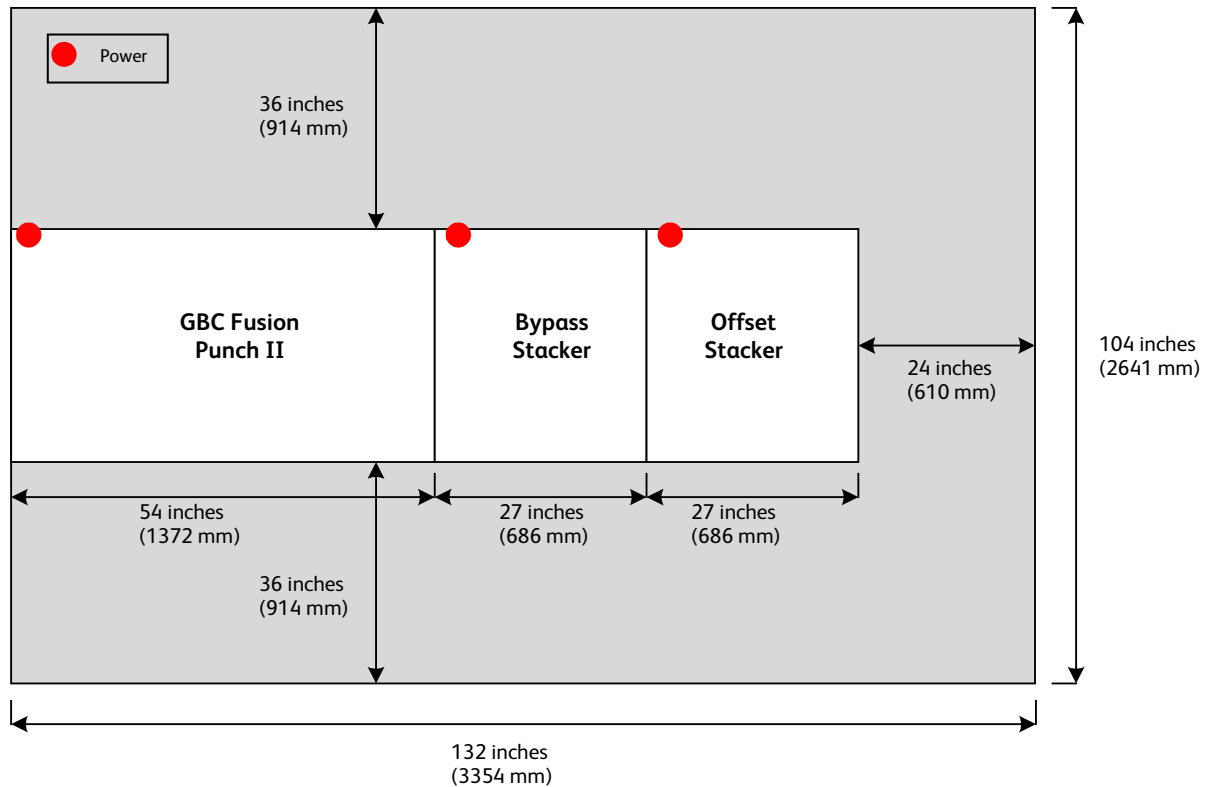 Power
36 inches
(914 mm)
GBC Fusion
Punch II
Bypass
Stacker
Offset
Stacker
24 inches
(610 mm)
104 inches
(2641 mm)
54 inches
(1372 mm)
27 inches
(686 mm)
27 inches
(686 mm)
36 inches
(914 mm)
132 inches
(3354 mm)